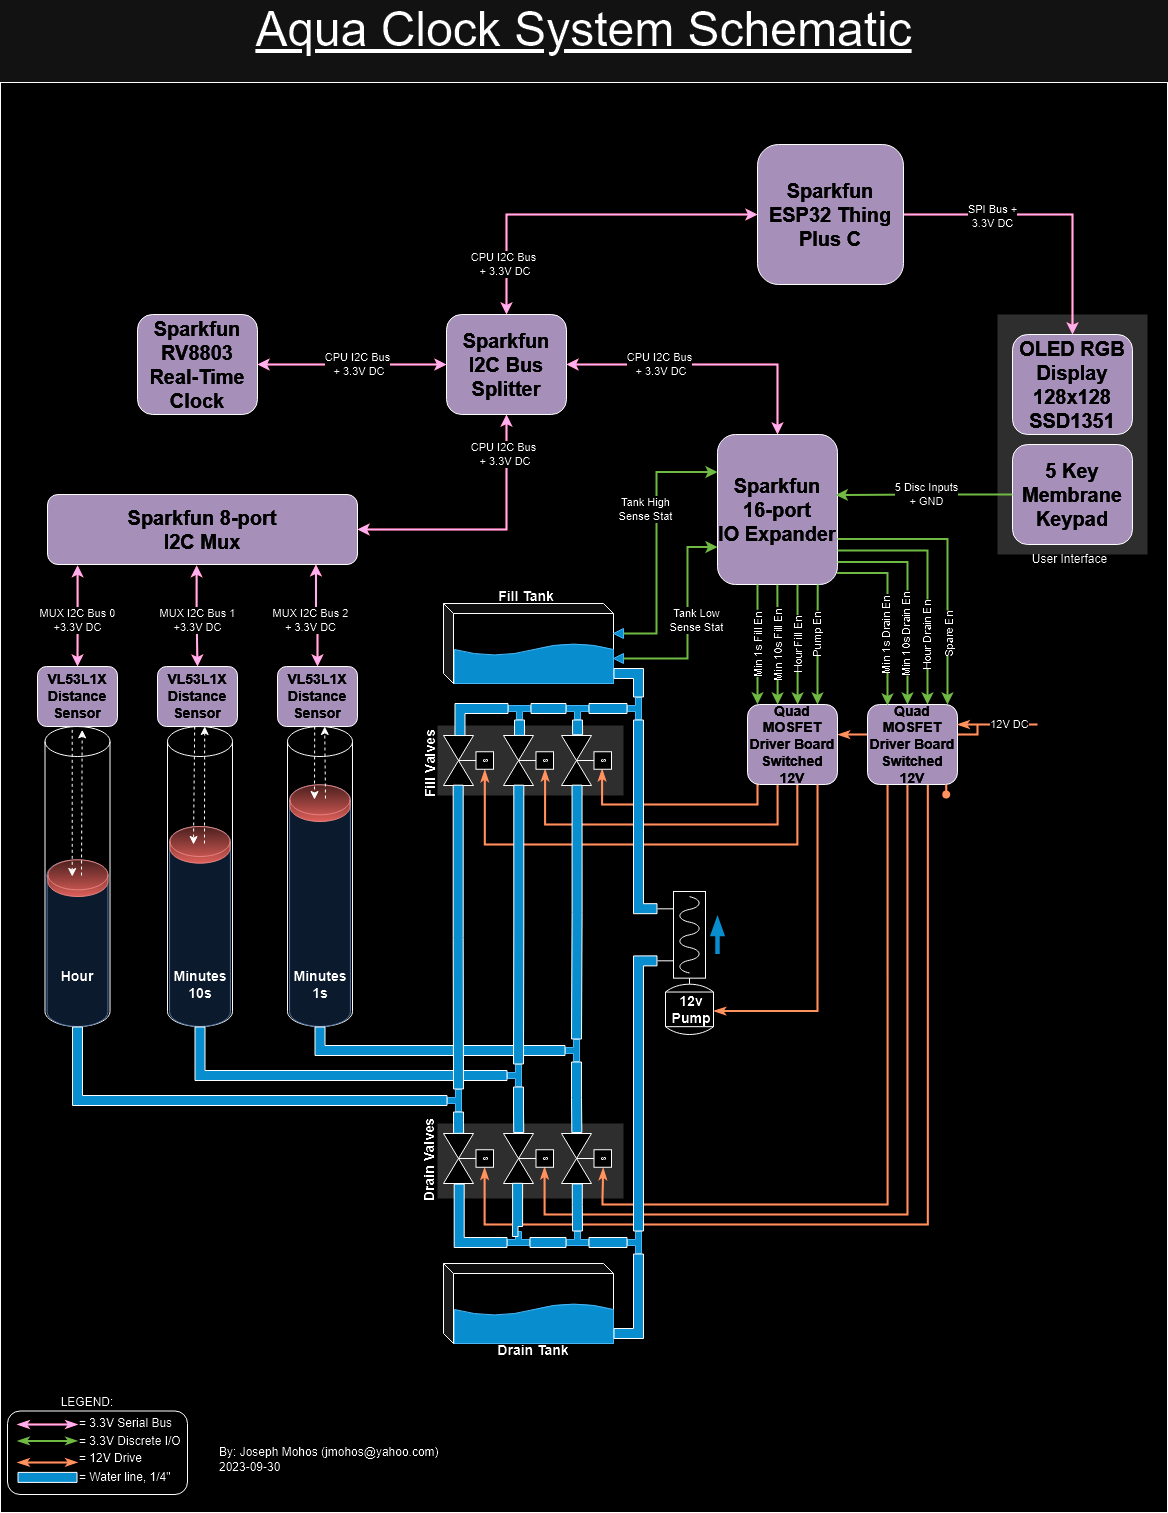 Aqua Clock System Schematic
Sparkfun
ESP32 Thing
Plus C
SPI Bus +
3.3V DC
CPU I2C Bus
+ 3.3V DC
Sparkfun
RV8803
Real-Time
Clock
CPU I2C Bus
+ 3.3V DC
Sparkfun
I2C Bus
Splitter
CPU I2C Bus
+ 3.3V DC
OLED RGB
Display
128x128
SSD1351
5 Key
Membrane
Keypad
User Interface
CPU I2C Bus
+ 3.3V DC
Sparkfun
16-port
IO Expander
5 Disc Inputs
+ GND
Sparkfun 8-port
I2C Mux
Tank High
Sense Stat
Tank Low
Sense Stat
MUX I2C Bus 0
+3.3V DC
MUX I2C Bus 1
+3.3V DC
MUX I2C Bus 2
+ 3.3V DC
Fill Tank
Min 1s Fill En
Min 10s Fill En
Hour Fill En
Pump En
Min 1s Drain En
Min 10s Drain En
Hour Drain En
Spare En
VL53L1X
Distance
Sensor
VL53L1X
Distance
Sensor
VL53L1X
Distance
Sensor
Quad
MOSFET
Driver Board
Switched
12V
Quad
MOSFET
Driver Board
Switched
12V
12V DC
Fill Valves
S
S
S
Hour
Minutes
10s
Minutes
1s
12v
Pump
Drain Valves
S
S
S
Drain Tank
LEGEND:
= 3.3V Serial Bus
= 3.3V Discrete I/O
= 12V Drive
= Water line, 1/4"
By: Joseph Mohos (jmohos@yahoo.com)
2023-09-30